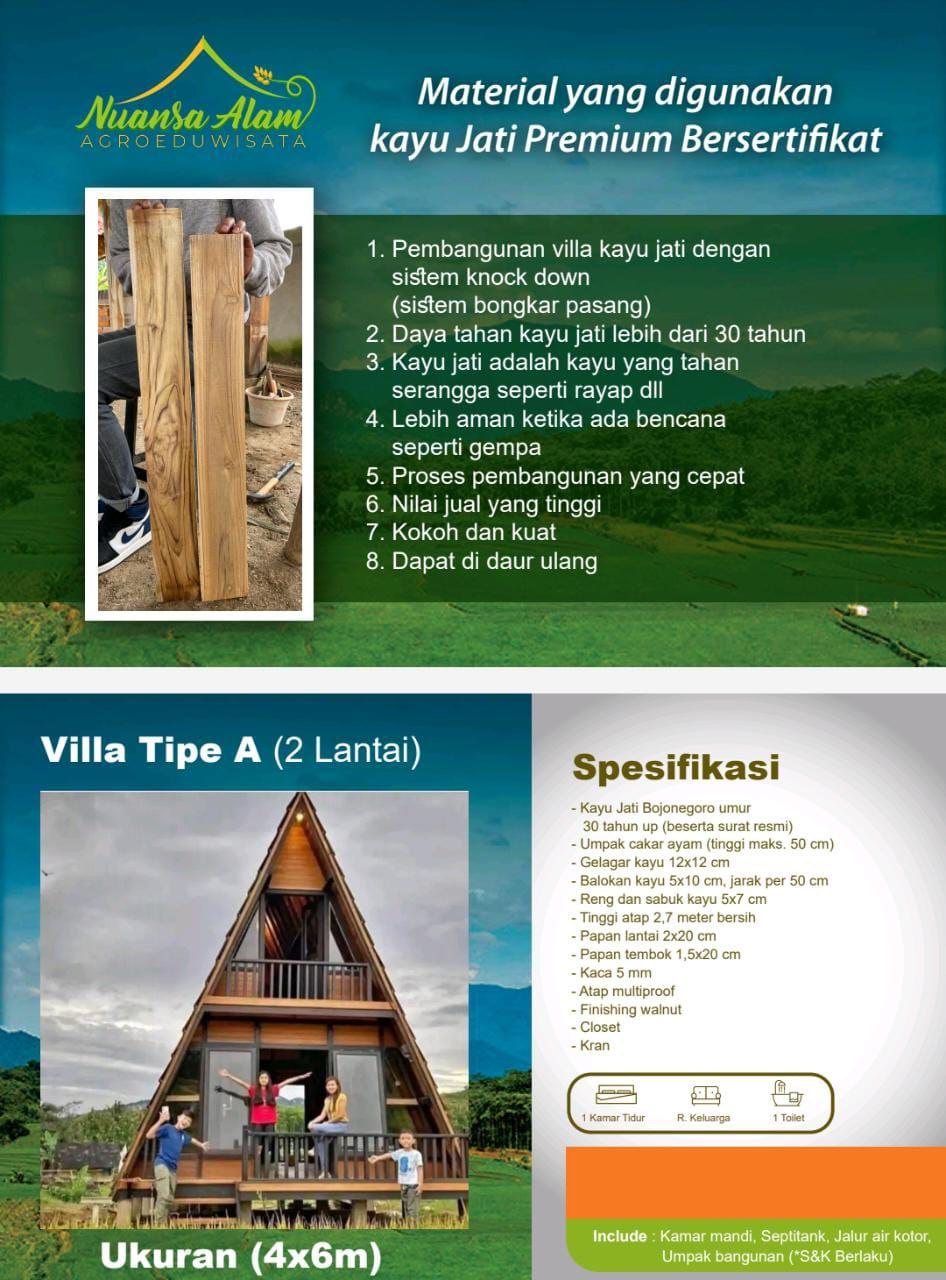 Nuansa Alam
AGROEDUWISATA
Material yang digunakan
kayu Jati Premium Bersertifikat
1. Pembangunan villa kayu jati dengan
sistem knock down
(sistem bongkar pasang)
2. Daya tahan kayu jati lebih dari 30 tahun
3. Kayu jati adalah kayu yang tahan
serangga seperti rayap dll
4. Lebih aman ketika ada bencana
seperti gempa
5. Proses pembangunan yang cepat
6. Nilai jual yang tinggi
7. Kokoh dan kuat
8. Dapat di daur ulang
Villa Tipe A (2 Lantai)
Ukuran (4x6m)
Spesifikasi
- Kayu Jati Bojonegoro umur
30 tahun up (beserta surat resmi)
- Umpak cakar ayam (tinggi maks. 50 cm)
- Gelagar kayu 12x12 cm
- Balokan kayu 5x10 cm, jarak per 50 cm
- Reng dan sabuk kayu 5x7 cm
- Tinggi atap 2,7 meter bersih
- Papan lantai 2x20 cm
- Papan tembok 1,5x20 cm
- Kaca 5 mm
- Atap multiproof
- Finishing walnut
- Closet
- Kran
1 Kamar Tidur R. Keluarga 1 Toilet
Include : Kamar mandi, Septitank, Jalur air kotor,
Umpak bangunan (*S&K Berlaku)